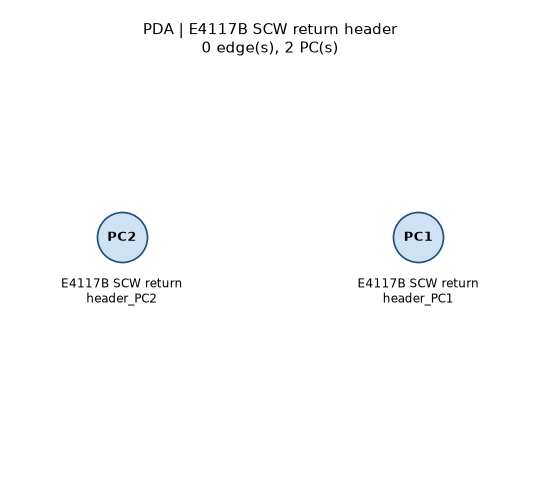 PDA | E4117B SCW return header
0 edge(s), 2 PC(s)
PC2
PC1
E4117B SCW return
header_PC2
E4117B SCW return
header_PC1